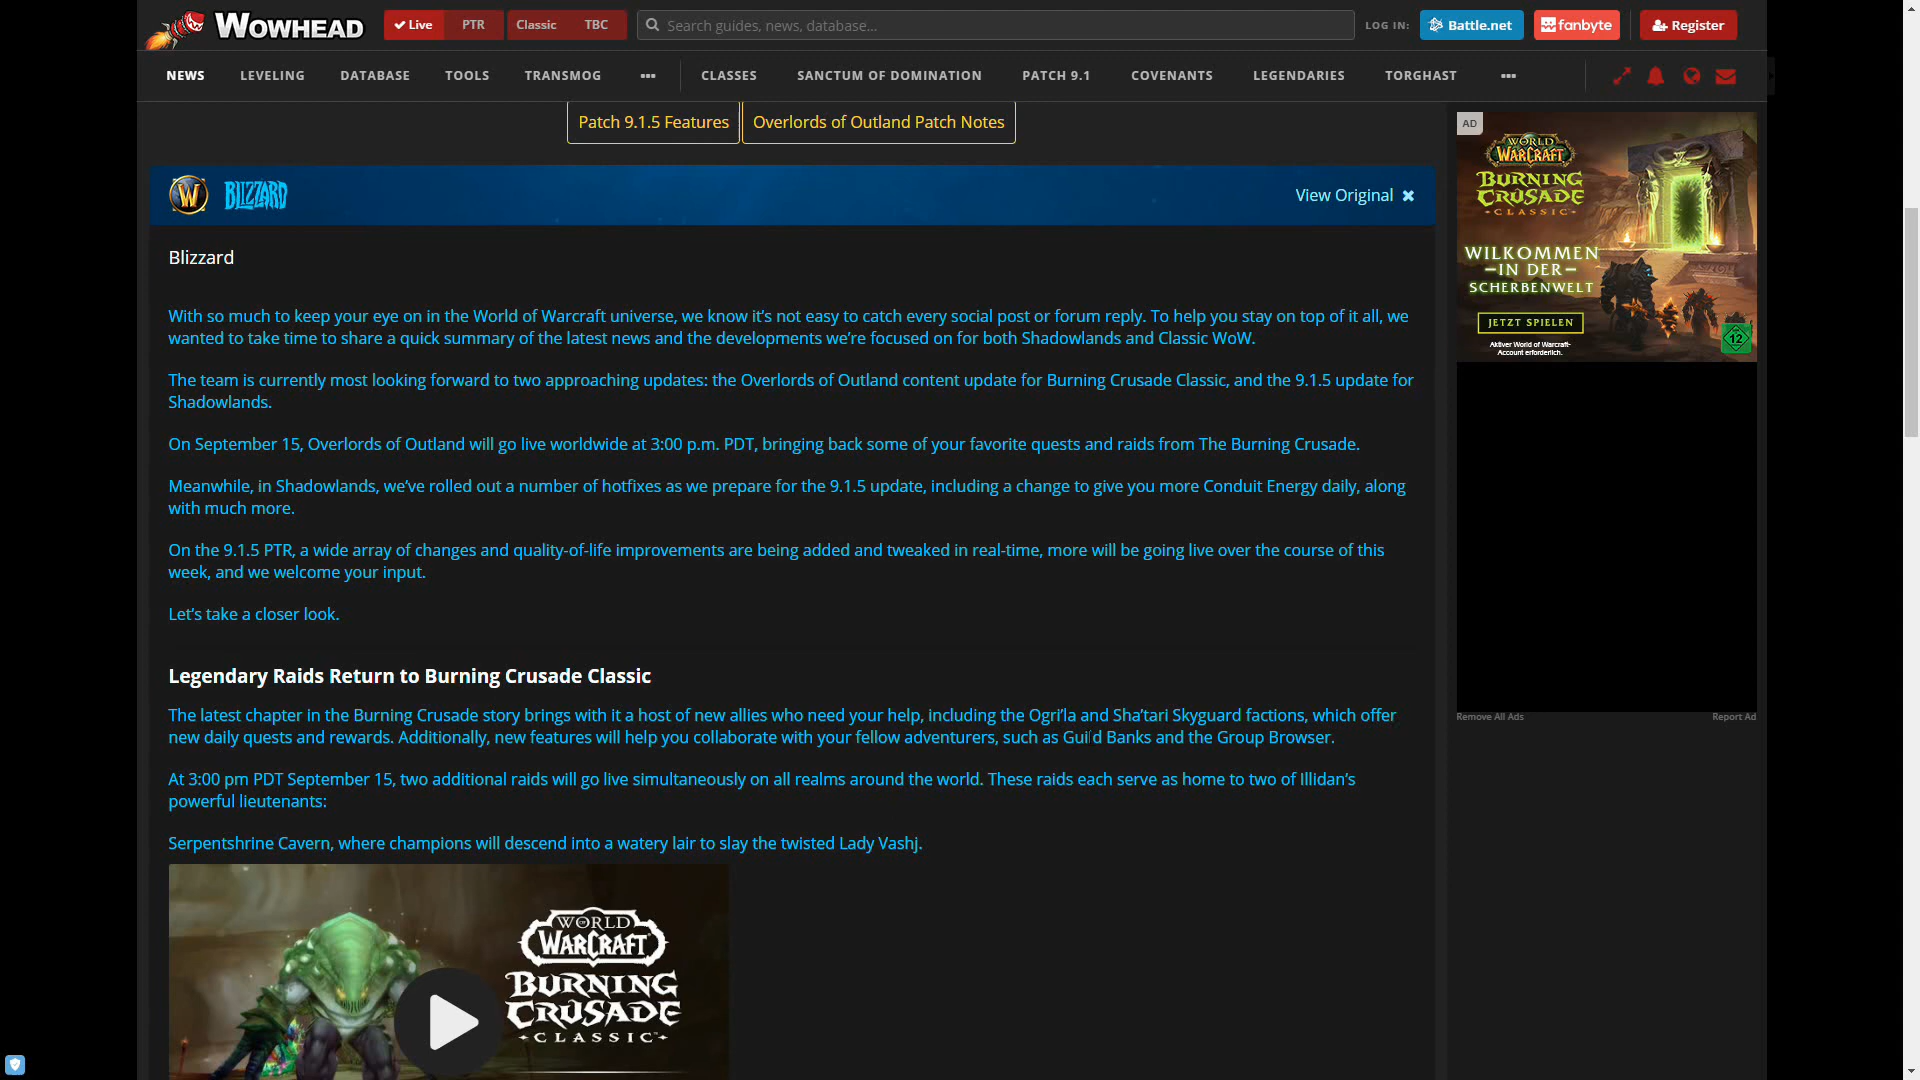 WOWHEAD
Live PTR Classic TBC Search guides, news, database... LOG IN: Battle.net fanbyte Register
NEWS LEVELING DATABASE TOOLS TRANSMOG ••• CLASSES SANCTUM OF DOMINATION PATCH 9.1 COVENANTS LEGENDARIES TORGHAST •••
Patch 9.1.5 Features Overlords of Outland Patch Notes
W BLIZZARD View Original
Blizzard
With so much to keep your eye on in the World of Warcraft universe, we know it's not easy to catch every social post or forum reply. To help you stay on top of it all, we
wanted to take time to share a quick summary of the latest news and the developments we're focused on for both Shadowlands and Classic WoW.
The team is currently most looking forward to two approaching updates: the Overlords of Outland content update for Burning Crusade Classic, and the 9.1.5 update for
Shadowlands.
On September 15, Overlords of Outland will go live worldwide at 3:00 p.m. PDT, bringing back some of your favorite quests and raids from The Burning Crusade.
Meanwhile, in Shadowlands, we've rolled out a number of hotfixes as we prepare for the 9.1.5 update, including a change to give you more Conduit Energy daily, along
with much more.
On the 9.1.5 PTR, a wide array of changes and quality-of-life improvements are being added and tweaked in real-time, more will be going live over the course of this
week, and we welcome your input.
Let's take a closer look.
Legendary Raids Return to Burning Crusade Classic
The latest chapter in the Burning Crusade story brings with it a host of new allies who need your help, including the Ogri'la and Sha'tari Skyguard factions, which offer
new daily quests and rewards. Additionally, new features will help you collaborate with your fellow adventurers, such as Guild Banks and the Group Browser.
At 3:00 pm PDT September 15, two additional raids will go live simultaneously on all realms around the world. These raids each serve as home to two of Illidan's
powerful lieutenants:
Serpentshrine Cavern, where champions will descend into a watery lair to slay the twisted Lady Vashj.
WORLD OF
WARCRAFT
BURNING
CRUSADE
CLASSIC
AD
WORLD OF
WARCRAFT
BURNING
CRUSADE
CLASSIC
WILKOMMEN
–IN DER–
SCHERBENWELT
JETZT SPIELEN
Aktiver World of Warcraft-
Account erforderlich.
12
Remove All Ads Report Ad